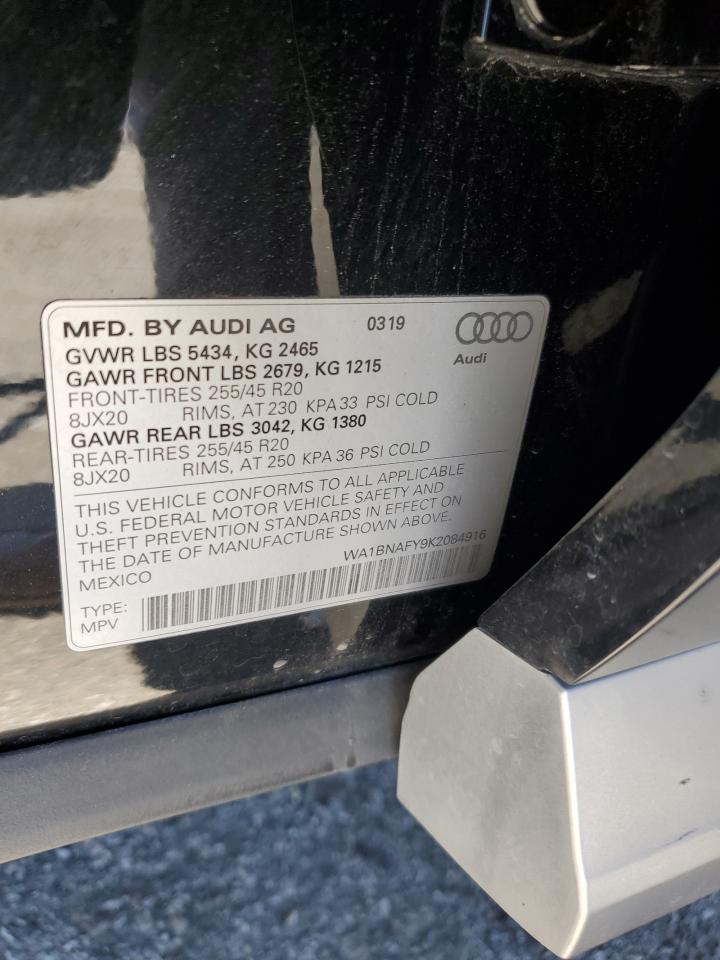 MFD. BY AUDI AG 0319
GVWR LBS 5434, KG 2465
Audi
GAWR FRONT LBS 2679, KG 1215
FRONT-TIRES 255/45 R20
8JX20 RIMS, AT 230 KPA 33 PSI COLD
GAWR REAR LBS 3042, KG 1380
REAR-TIRES 255/45 R20
8JX20 RIMS, AT 250 KPA 36 PSI COLD
THIS VEHICLE CONFORMS TO ALL APPLICABLE
U.S. FEDERAL MOTOR VEHICLE SAFETY AND
THEFT PREVENTION STANDARDS IN EFFECT ON
THE DATE OF MANUFACTURE SHOWN ABOVE.
MEXICO WA1BNAFY9K2084916
TYPE:
MPV